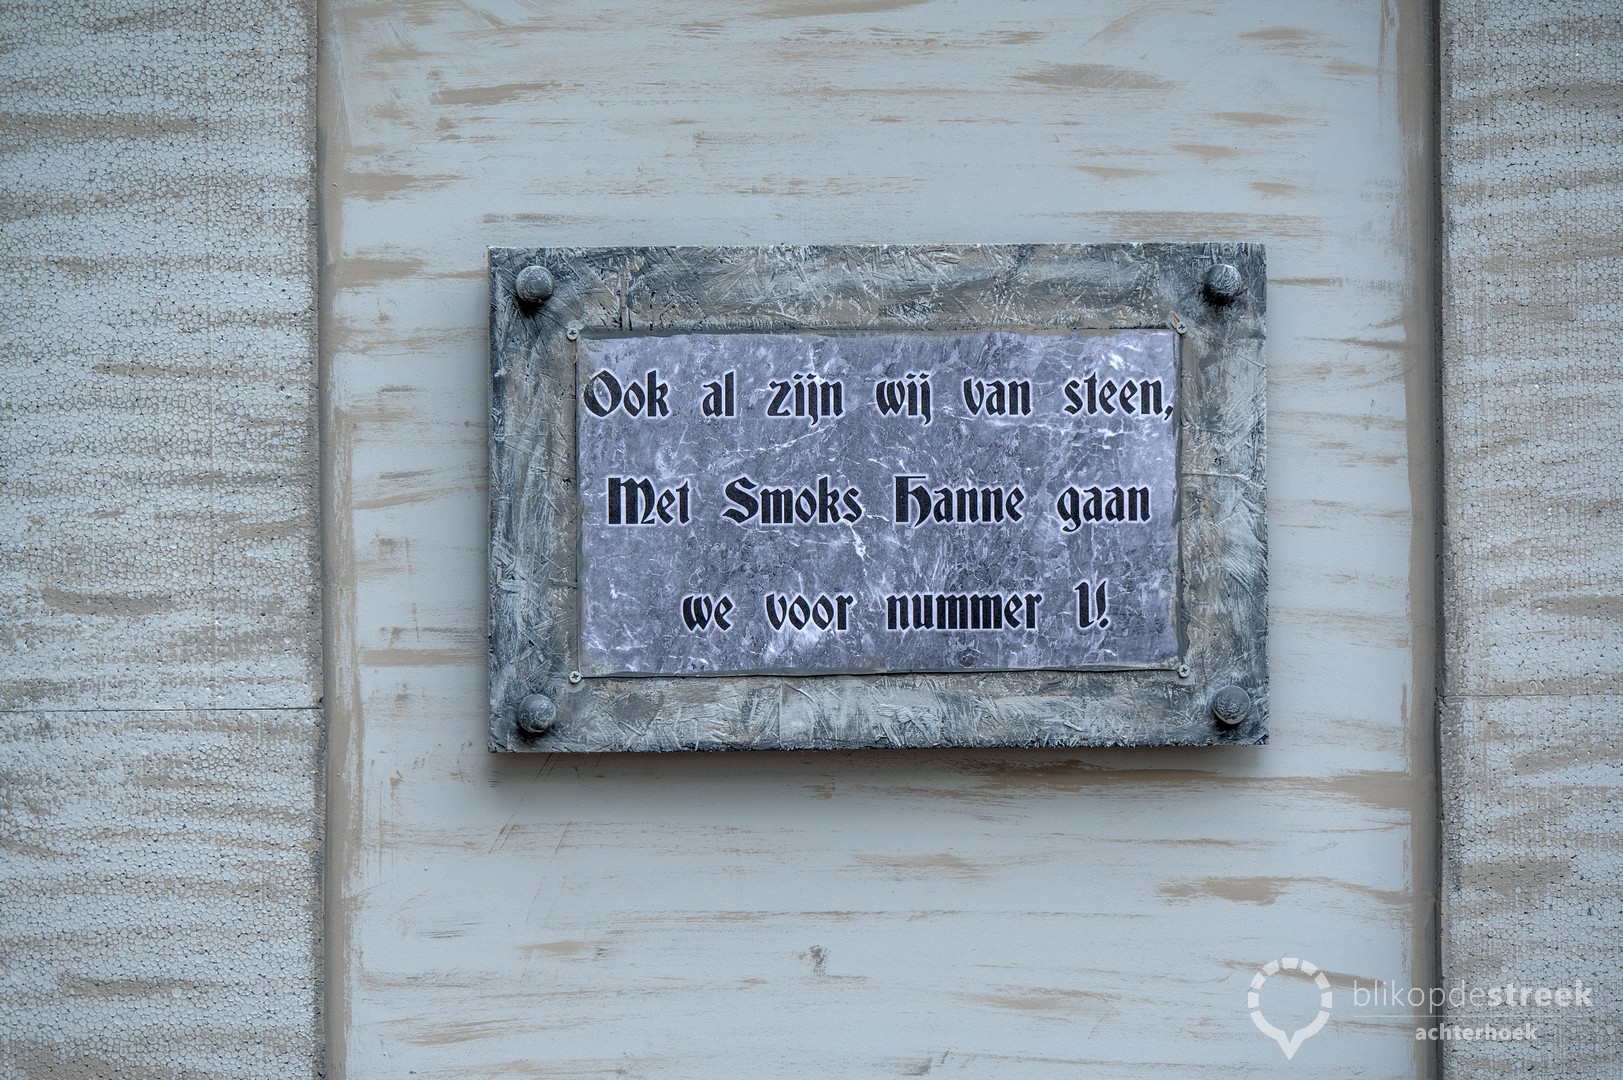 Ook al zijn wij van steen,
Met Smoks Hanne gaan
we voor nummer 1!
blikopdestreek
achterhoek